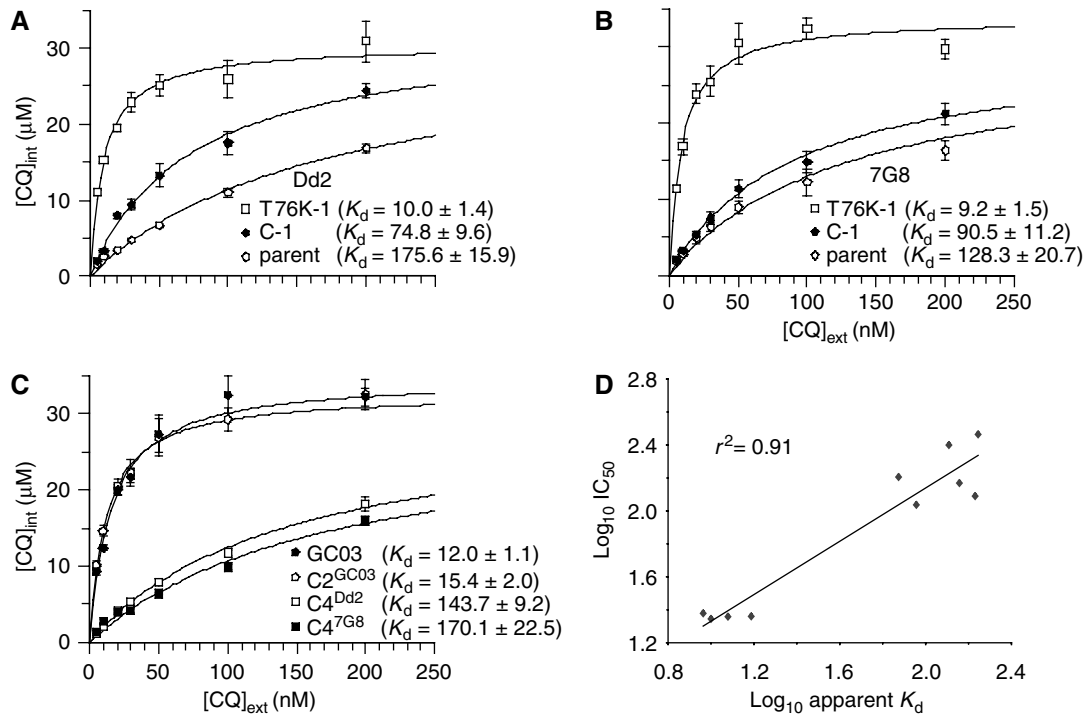 A
[CQ]int (µM)
30
20
10
0
Dd2
T76K-1 (Kd = 10.0 ± 1.4)
C-1 (Kd = 74.8 ± 9.6)
parent (Kd = 175.6 ± 15.9)
B
7G8
T76K-1 (Kd = 9.2 ± 1.5)
C-1 (Kd = 90.5 ± 11.2)
parent (Kd = 128.3 ± 20.7)
0 50 100 150 200 250
[CQ]ext (nM)
C
[CQ]int (µM)
30
20
10
0
GC03 (Kd = 12.0 ± 1.1)
C2GC03 (Kd = 15.4 ± 2.0)
C4Dd2 (Kd = 143.7 ± 9.2)
C47G8 (Kd = 170.1 ± 22.5)
0 50 100 150 200 250
[CQ]ext (nM)
D
Log10 IC50
2.8
2.4
2.0
1.6
1.2
r2= 0.91
0.8 1.2 1.6 2.0 2.4
Log10 apparent Kd